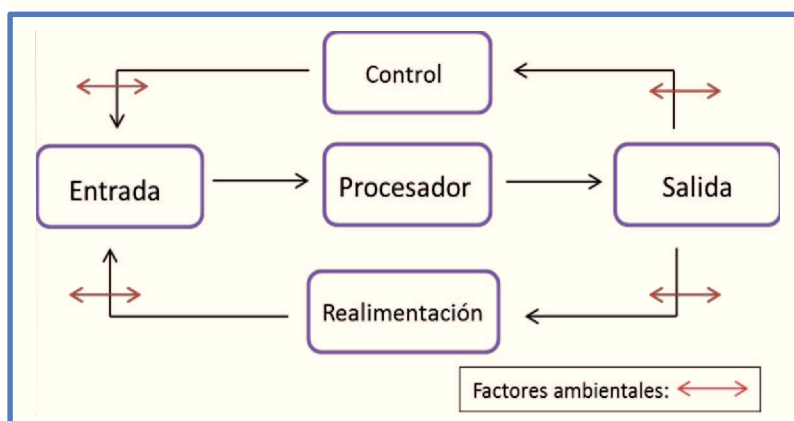 Control
Entrada
Procesador
Salida
Realimentación
Factores ambientales: